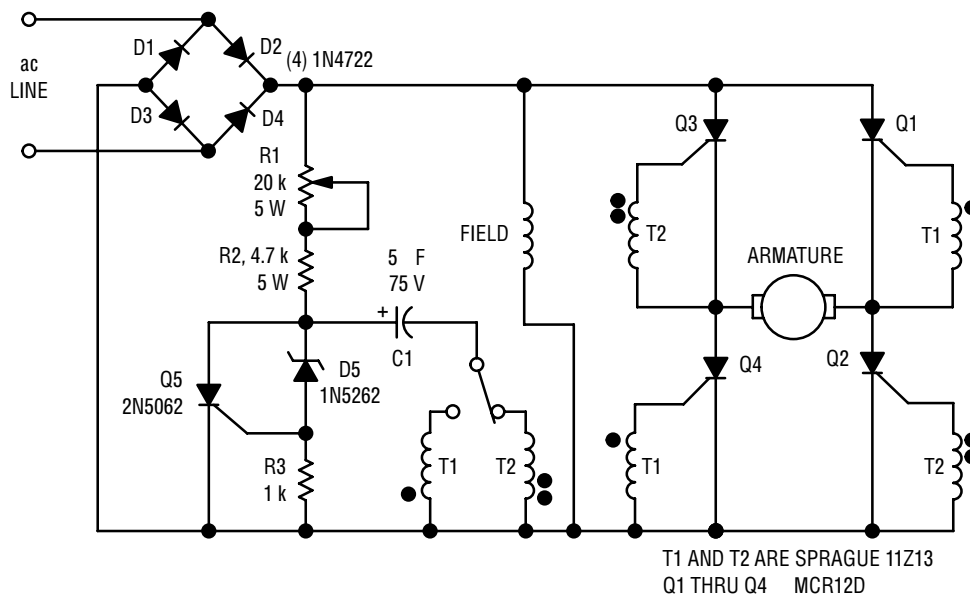 ac
LINE
D1
D2
(4) 1N4722
D3
D4
R1
20 k
5 W
R2, 4.7 k
5 W
5 F
75 V
+
C1
Q5
2N5062
D5
1N5262
R3
1 k
T1
T2
FIELD
Q3
Q1
T2
T1
ARMATURE
Q4
Q2
T1
T2
T1 AND T2 ARE SPRAGUE 11Z13
Q1 THRU Q4 MCR12D